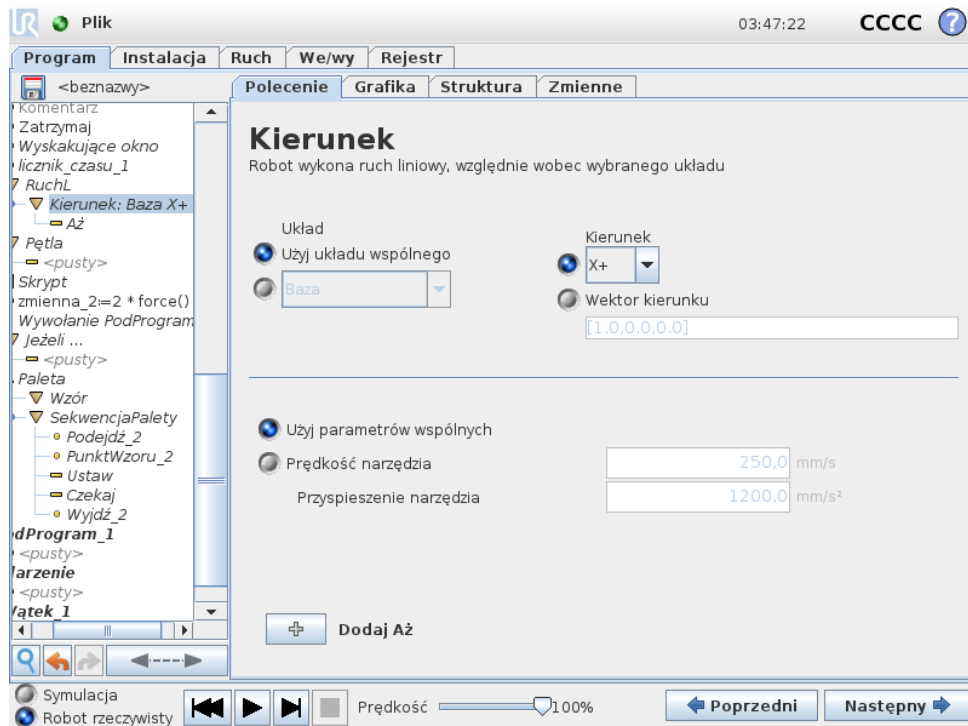 UR
Plik
03:47:22
CCCC
?
Program Instalacja Ruch We/wy Rejestr
<beznazwy>
Polecenie Grafika Struktura Zmienne
Komentarz
Zatrzymaj
Wyskakujące okno
licznik_czasu_1
RuchL
Kierunek: Baza X+
Aż
Pętla
<pusty>
Skrypt
zmienna_2:=2 * force()
Wywołanie PodProgram
Jeżeli ...
<pusty>
Paleta
Wzór
SekwencjaPalety
Podejdź_2
PunktWzoru_2
Ustaw
Czekaj
Wyjdź_2
dProgram_1
<pusty>
arzenie
<pusty>
Wątek_1
Kierunek
Robot wykona ruch liniowy, względnie wobec wybranego układu
Układ
Użyj układu wspólnego
Baza
Kierunek
X+
Wektor kierunku
[1.0,0.0,0.0]
Użyj parametrów wspólnych
Prędkość narzędzia 250,0 mm/s
Przyspieszenie narzędzia 1200,0 mm/s²
Dodaj Aż
Symulacja
Robot rzeczywisty
Prędkość 100%
Poprzedni
Następny